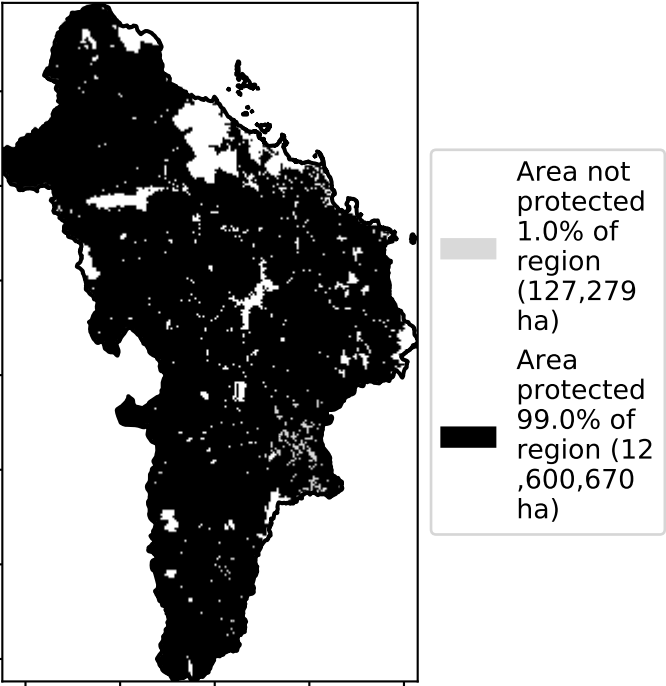 Area not
protected
1.0% of
region
(127,279
ha)
Area
protected
99.0% of
region (12
,600,670
ha)